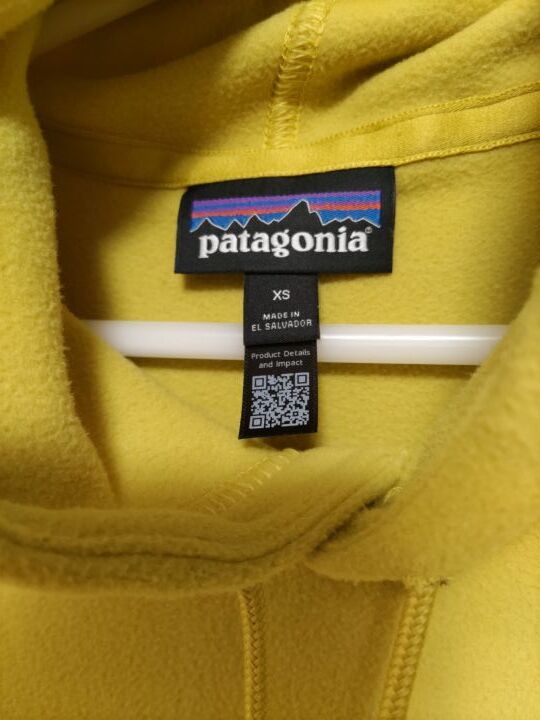 patagonia®
XS
MADE IN
EL SALVADOR
Product Details
and Impact